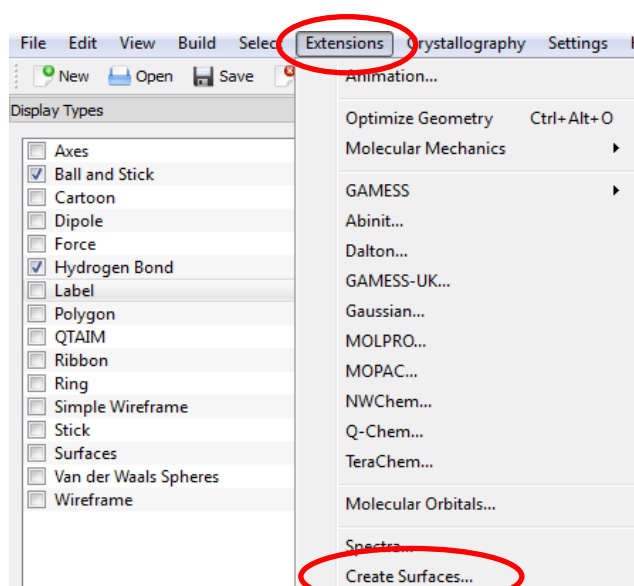 File Edit View Build Select Extensions Crystallography Settings
New Open Save
Animation...
Display Types
Optimize Geometry Ctrl+Alt+O
Molecular Mechanics
Axes
Ball and Stick
Cartoon
Dipole
Force
Hydrogen Bond
Label
Polygon
QTAIM
Ribbon
Ring
Simple Wireframe
Stick
Surfaces
Van der Waals Spheres
Wireframe
GAMESS
Abinit...
Dalton...
GAMESS-UK...
Gaussian...
MOLPRO...
MOPAC...
NWChem...
Q-Chem...
TeraChem...
Molecular Orbitals...
Spectra...
Create Surfaces...